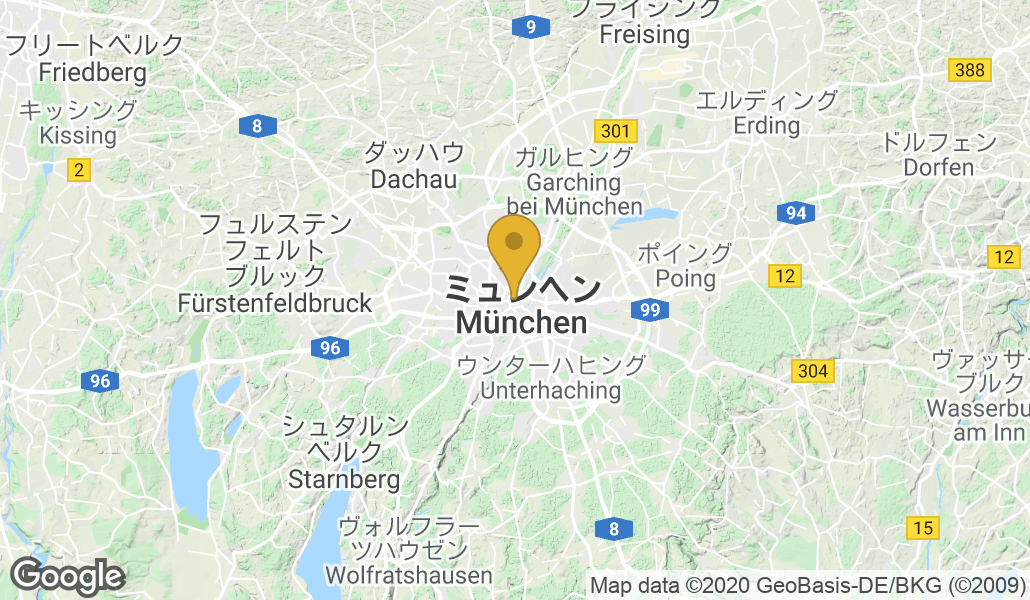 フライジング
Freising
9
フリートベルク
Friedberg
388
キッシング
Kissing
8
エルディング
Erding
301
ドルフェン
Dorfen
2
ダッハウ
Dachau
ガルヒング
Garching
bei München
94
フュルステン
フェルト
ブルック
Fürstenfeldbruck
ポイング
Poing
12
12
ミュンヘン
München
99
96
96
ウンターハヒング
Unterhaching
304
ヴァッサー
ブルク
Wasserbu
am Inn
シュタルン
ベルク
Starnberg
ヴォルフラー
ツハウゼン
Wolfratshausen
8
15
Google
Map data ©2020 GeoBasis-DE/BKG (©2009)